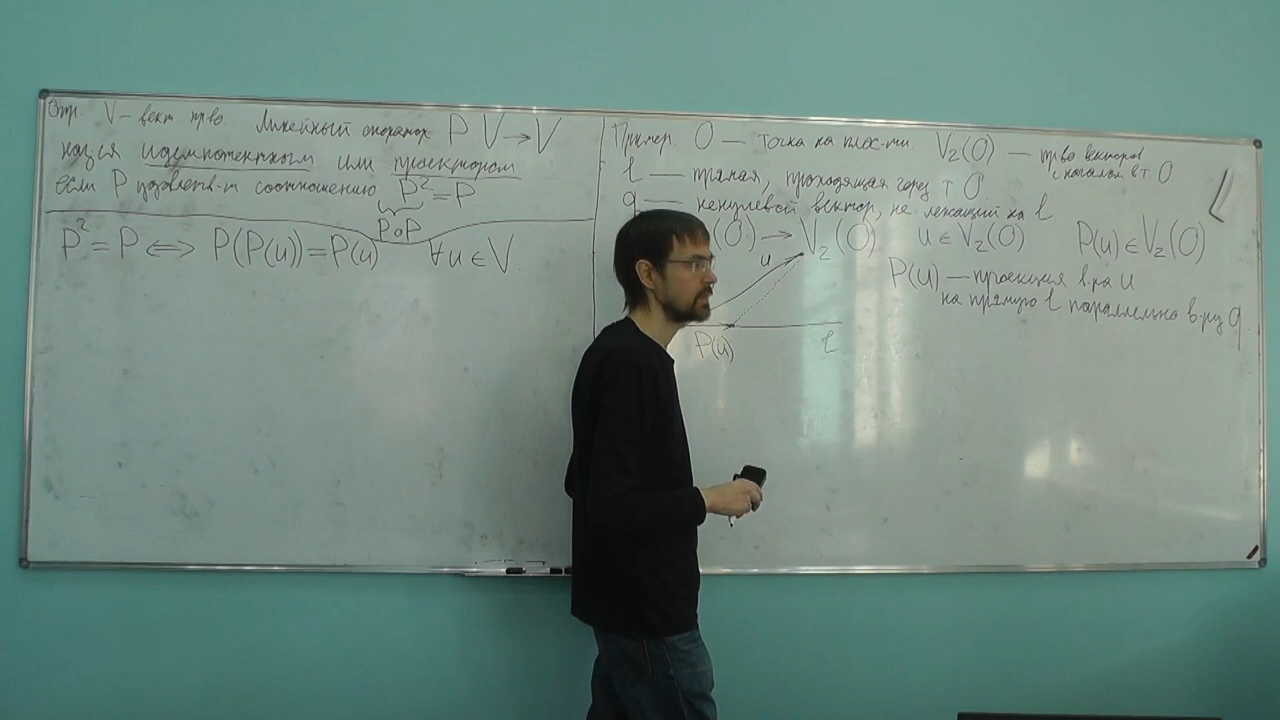 Опр. V — вект. пр-во. Линейный оператор P V → V
наз-ся идемпотентным или проектором
если P удовлетв-т соотношению P² = P
P∘P
P² = P ⟺ P(P(u)) = P(u) ∀ u ∈ V
Пример. O — точка на плос-ти. V₂(O) — пр-во векторов
с началом в т. O
l — прямая, проходящая через т. O
q — ненулевой вектор, не лежащий на l
(O) → V₂(O) u ∈ V₂(O) P(u) ∈ V₂(O)
u
P(u) — проекция в-ра u
на прямую l параллельно в-ру q
P(u) l